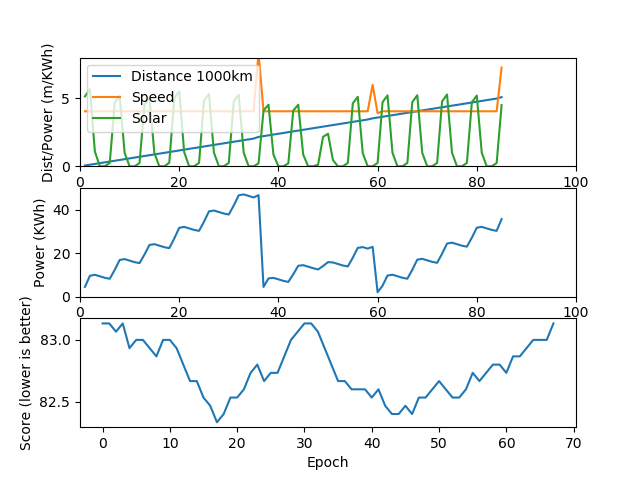 Dist/Power (m/KWh)
5
0
Distance 1000km
Speed
Solar
0 20 40 60 80 100
Power (KWh)
40
20
0
0 20 40 60 80 100
Score (lower is better)
83.0
82.5
0 10 20 30 40 50 60 70
Epoch